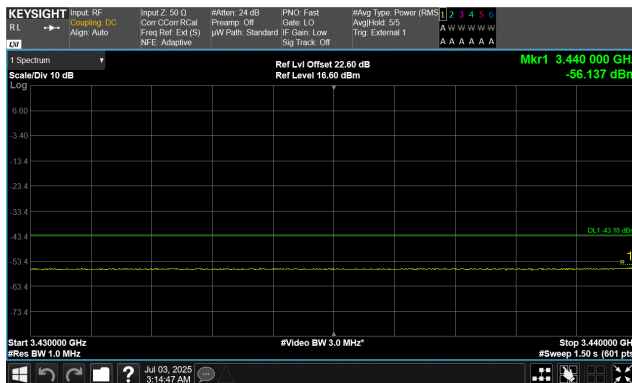 KEYSIGHT Input: RF Input Z: 50 Ω #Atten: 24 dB PNO: Fast #Avg Type: Power (RMS 1 2 3 4 5 6
RL Coupling: DC Corr CCorr RCal Preamp: Off Gate: LO Avg|Hold: 5/5 A W W W W W
Align: Auto Freq Ref: Ext (S) µW Path: Standard IF Gain: Low Trig: External 1
LXI NFE: Adaptive Sig Track: Off A A A A A A
1 Spectrum Ref Lvl Offset 22.60 dB Mkr1 3.440 000 GHz
Scale/Div 10 dB Ref Level 16.60 dBm -56.137 dBm
Log
6.60
-3.40
-13.4
-23.4
-33.4
-43.4 DL1 -43.10 dBm
-53.4 1
R
-63.4
-73.4
Start 3.430000 GHz #Video BW 3.0 MHz* Stop 3.440000 GHz
#Res BW 1.0 MHz #Sweep 1.50 s (601 pts)
? Jul 03, 2025
3:14:47 AM